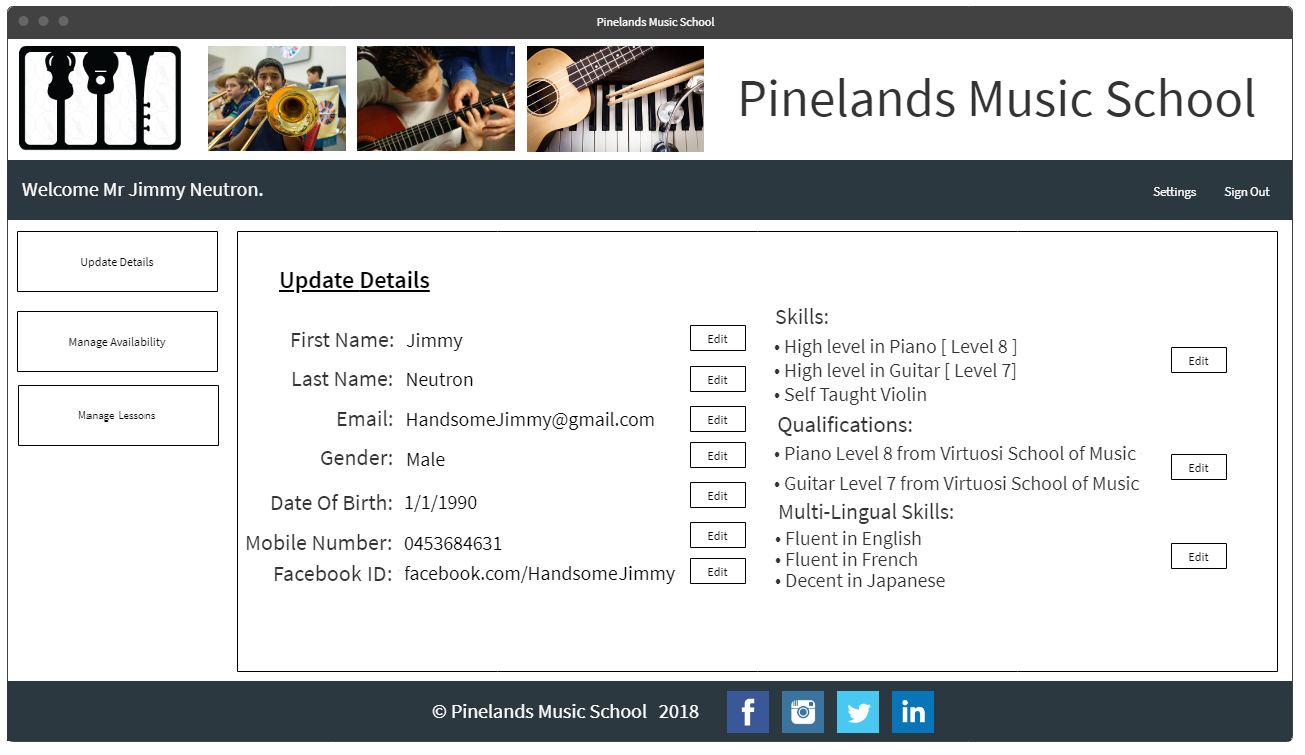 Pinelands Music School
Pinelands Music School
Welcome Mr Jimmy Neutron.
Settings
Sign Out
Update Details
Manage Availability
Manage Lessons
Update Details
First Name: Jimmy
Edit
Last Name: Neutron
Edit
Email: HandsomeJimmy@gmail.com
Edit
Gender: Male
Edit
Date Of Birth: 1/1/1990
Edit
Mobile Number: 0453684631
Edit
Facebook ID: facebook.com/HandsomeJimmy
Edit
Skills:
• High level in Piano [ Level 8 ]
• High level in Guitar [ Level 7]
• Self Taught Violin
Edit
Qualifications:
• Piano Level 8 from Virtuosi School of Music
• Guitar Level 7 from Virtuosi School of Music
Edit
Multi-Lingual Skills:
• Fluent in English
• Fluent in French
• Decent in Japanese
Edit
© Pinelands Music School 2018
f
in